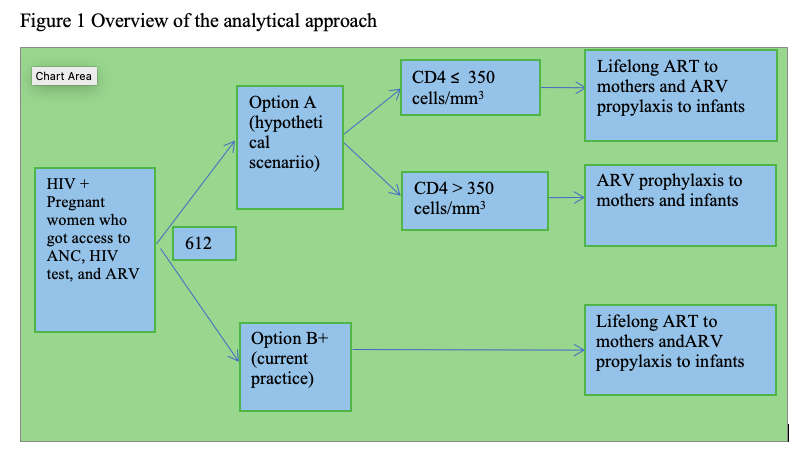 Figure 1 Overview of the analytical approach
Chart Area
HIV +
Pregnant
women who
got access to
ANC, HIV
test, and ARV
612
Option A
(hypotheti
cal
scenariio)
CD4 ≤ 350
cells/mm³
Lifelong ART to
mothers and ARV
propylaxis to infants
CD4 > 350
cells/mm³
ARV prophylaxis to
mothers and infants
Option B+
(current
practice)
Lifelong ART to
mothers andARV
propylaxis to infants